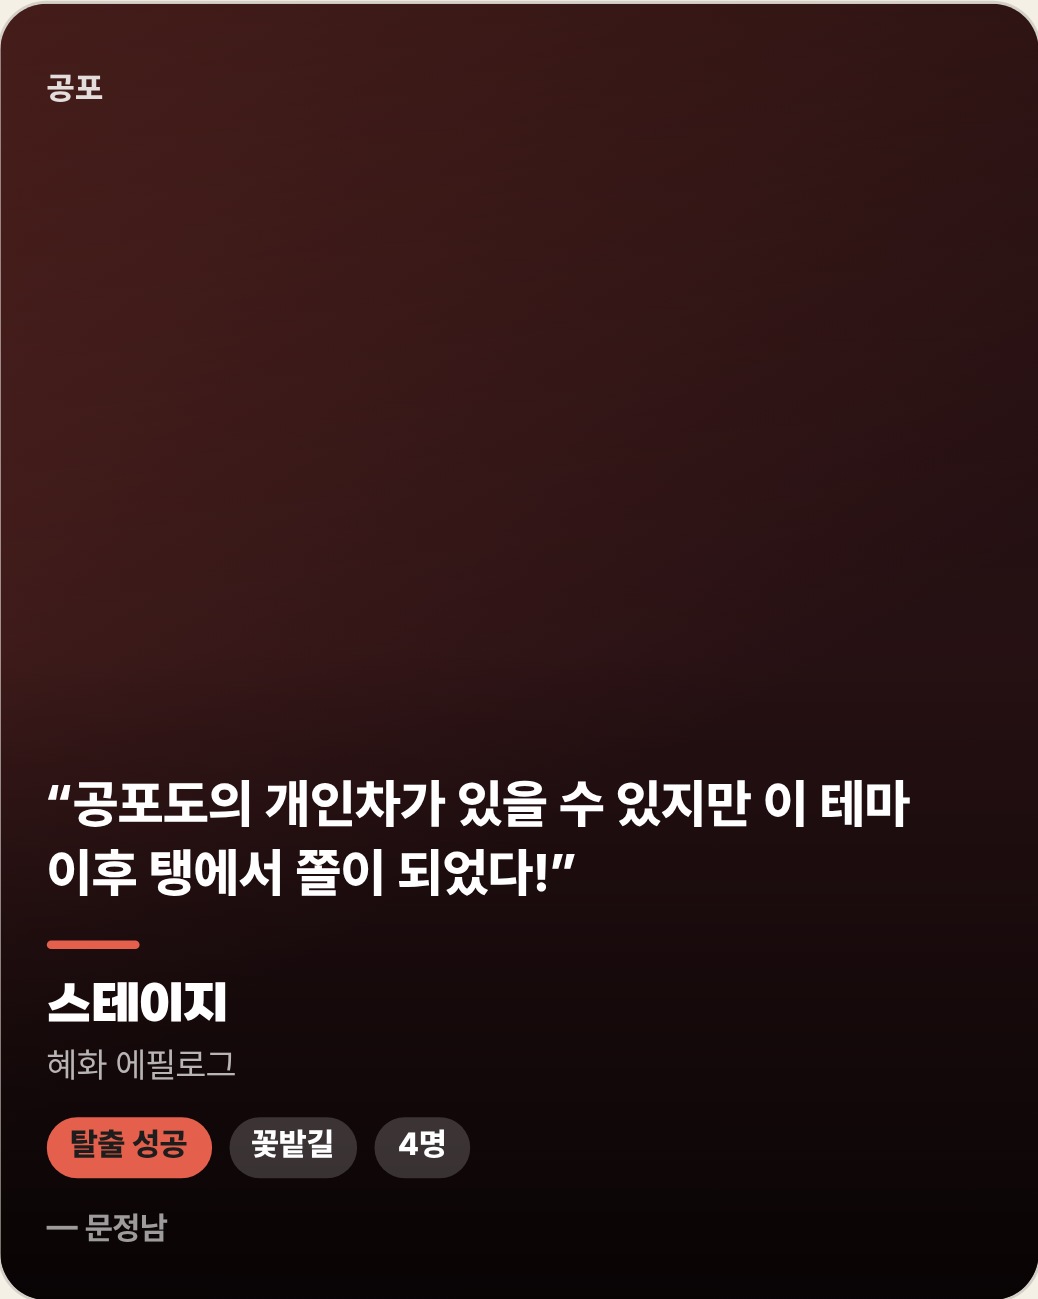 공포
“공포도의 개인차가 있을 수 있지만 이 테마
이후 탱에서 쫄이 되었다!”
스테이지
혜화 에필로그
탈출 성공 꽃밭길 4명
— 문정남